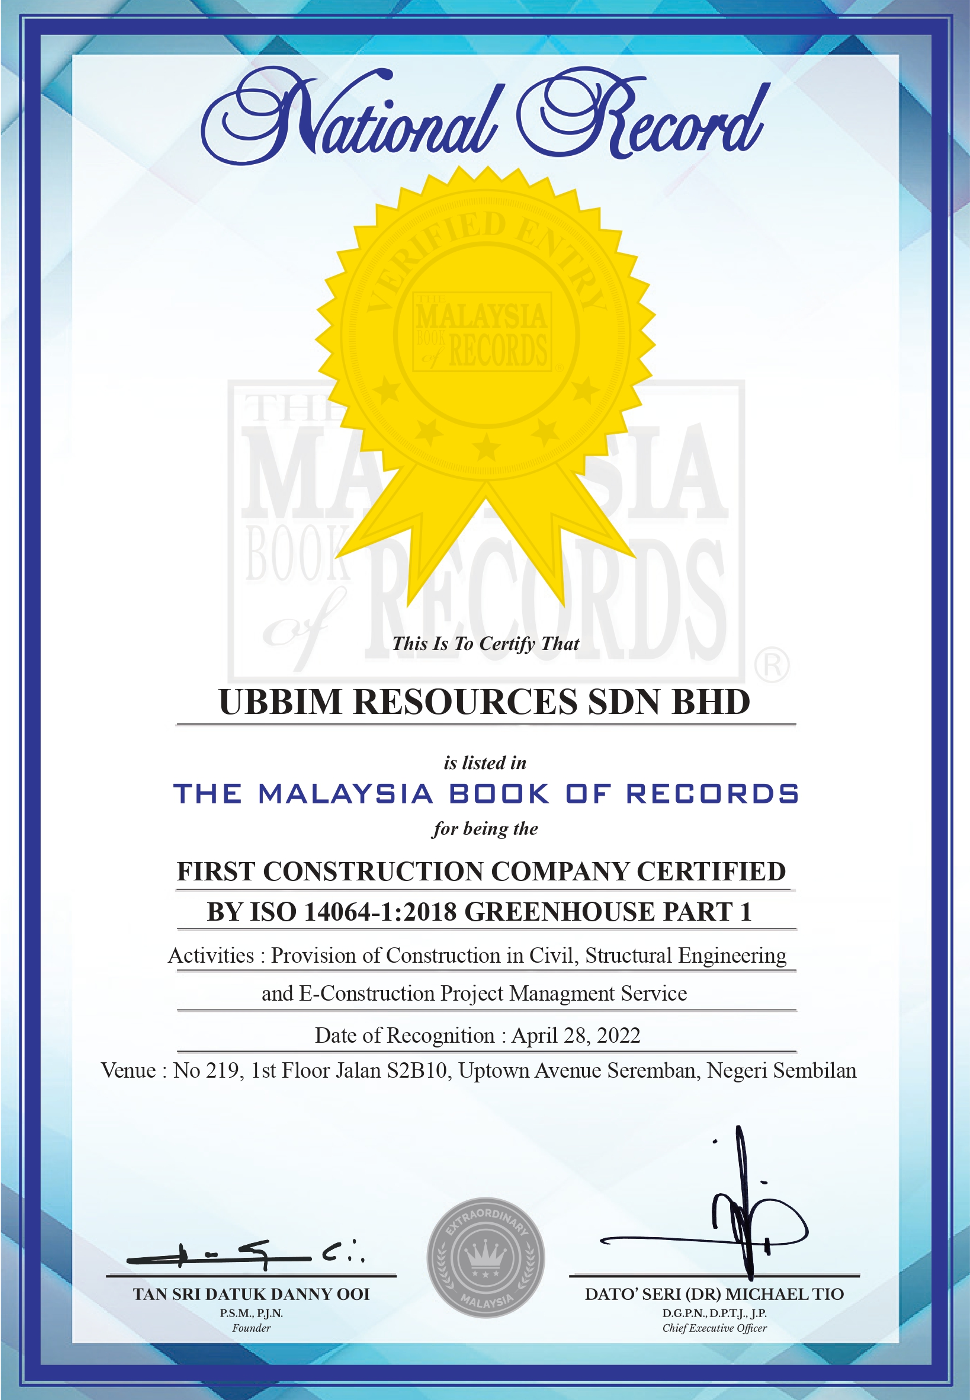 National Record
VERIFIED ENTRY
THE
MALAYSIA
BOOK
of RECORDS
THE
MALAYSIA
BOOK
of RECORDS
®
This Is To Certify That
UBBIM RESOURCES SDN BHD
is listed in
THE MALAYSIA BOOK OF RECORDS
for being the
FIRST CONSTRUCTION COMPANY CERTIFIED
BY ISO 14064-1:2018 GREENHOUSE PART 1
Activities : Provision of Construction in Civil, Structural Engineering
and E-Construction Project Managment Service
Date of Recognition : April 28, 2022
Venue : No 219, 1st Floor Jalan S2B10, Uptown Avenue Seremban, Negeri Sembilan
EXTRAORDINARY
MALAYSIA
TAN SRI DATUK DANNY OOI
P.S.M., P.J.N.
Founder
DATO' SERI (DR) MICHAEL TIO
D.G.P.N., D.P.T.J., J.P.
Chief Executive Officer